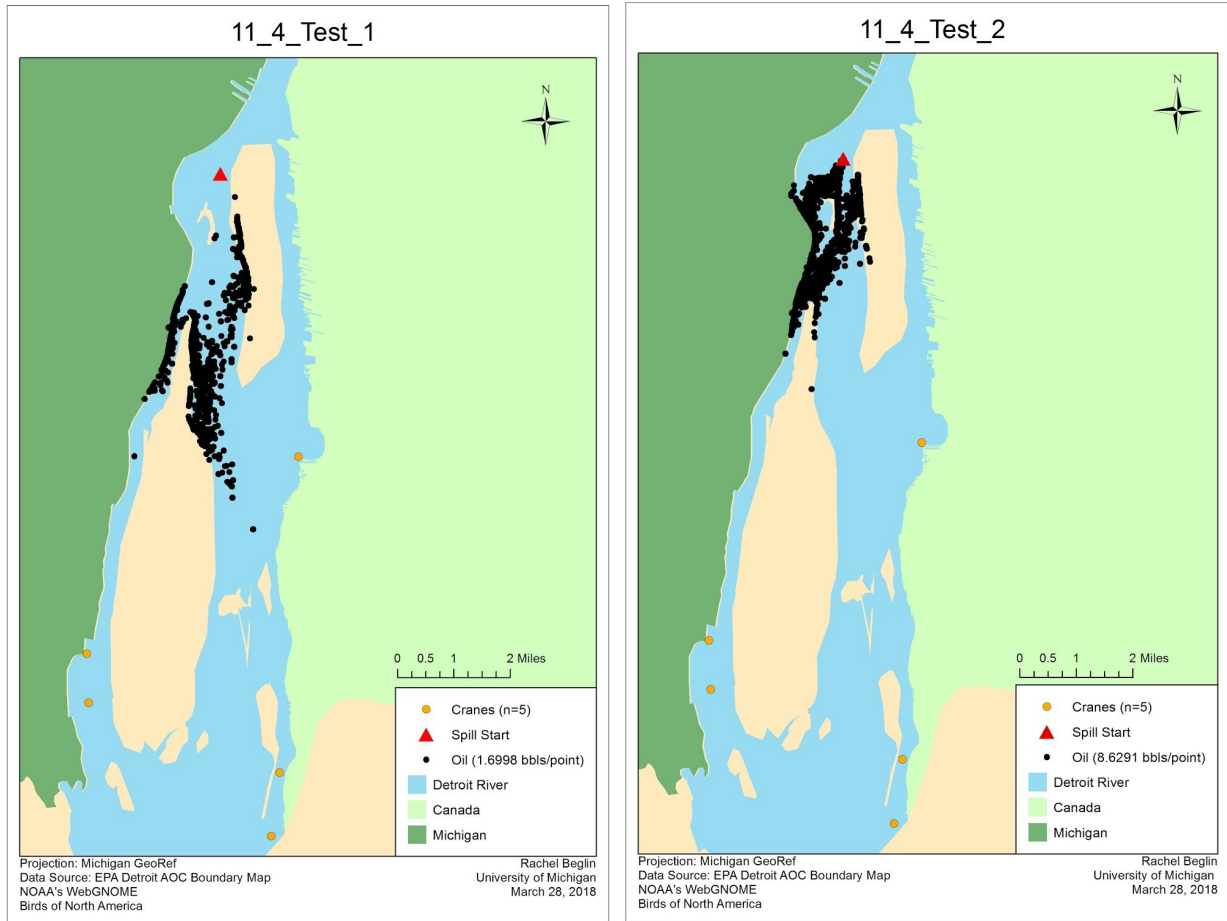 11_4_Test_1
N
0 0.5 1 2 Miles
Cranes (n=5)
Spill Start
Oil (1.6998 bbls/point)
Detroit River
Canada
Michigan
Projection: Michigan GeoRef
Data Source: EPA Detroit AOC Boundary Map
NOAA's WebGNOME
Birds of North America
Rachel Beglin
University of Michigan
March 28, 2018
11_4_Test_2
N
0 0.5 1 2 Miles
Cranes (n=5)
Spill Start
Oil (8.6291 bbls/point)
Detroit River
Canada
Michigan
Projection: Michigan GeoRef
Data Source: EPA Detroit AOC Boundary Map
NOAA's WebGNOME
Birds of North America
Rachel Beglin
University of Michigan
March 28, 2018